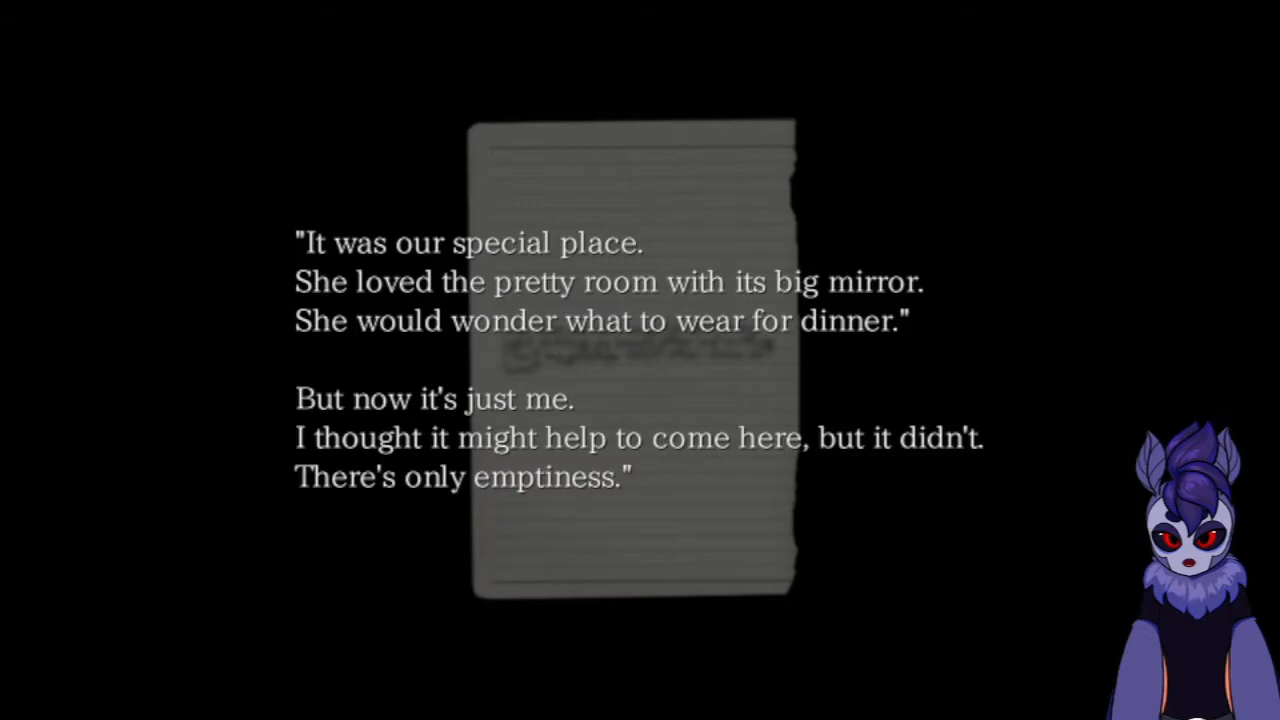 "It was our special place.
She loved the pretty room with its big mirror.
She would wonder what to wear for dinner."
But now it's just me.
I thought it might help to come here, but it didn't.
There's only emptiness."